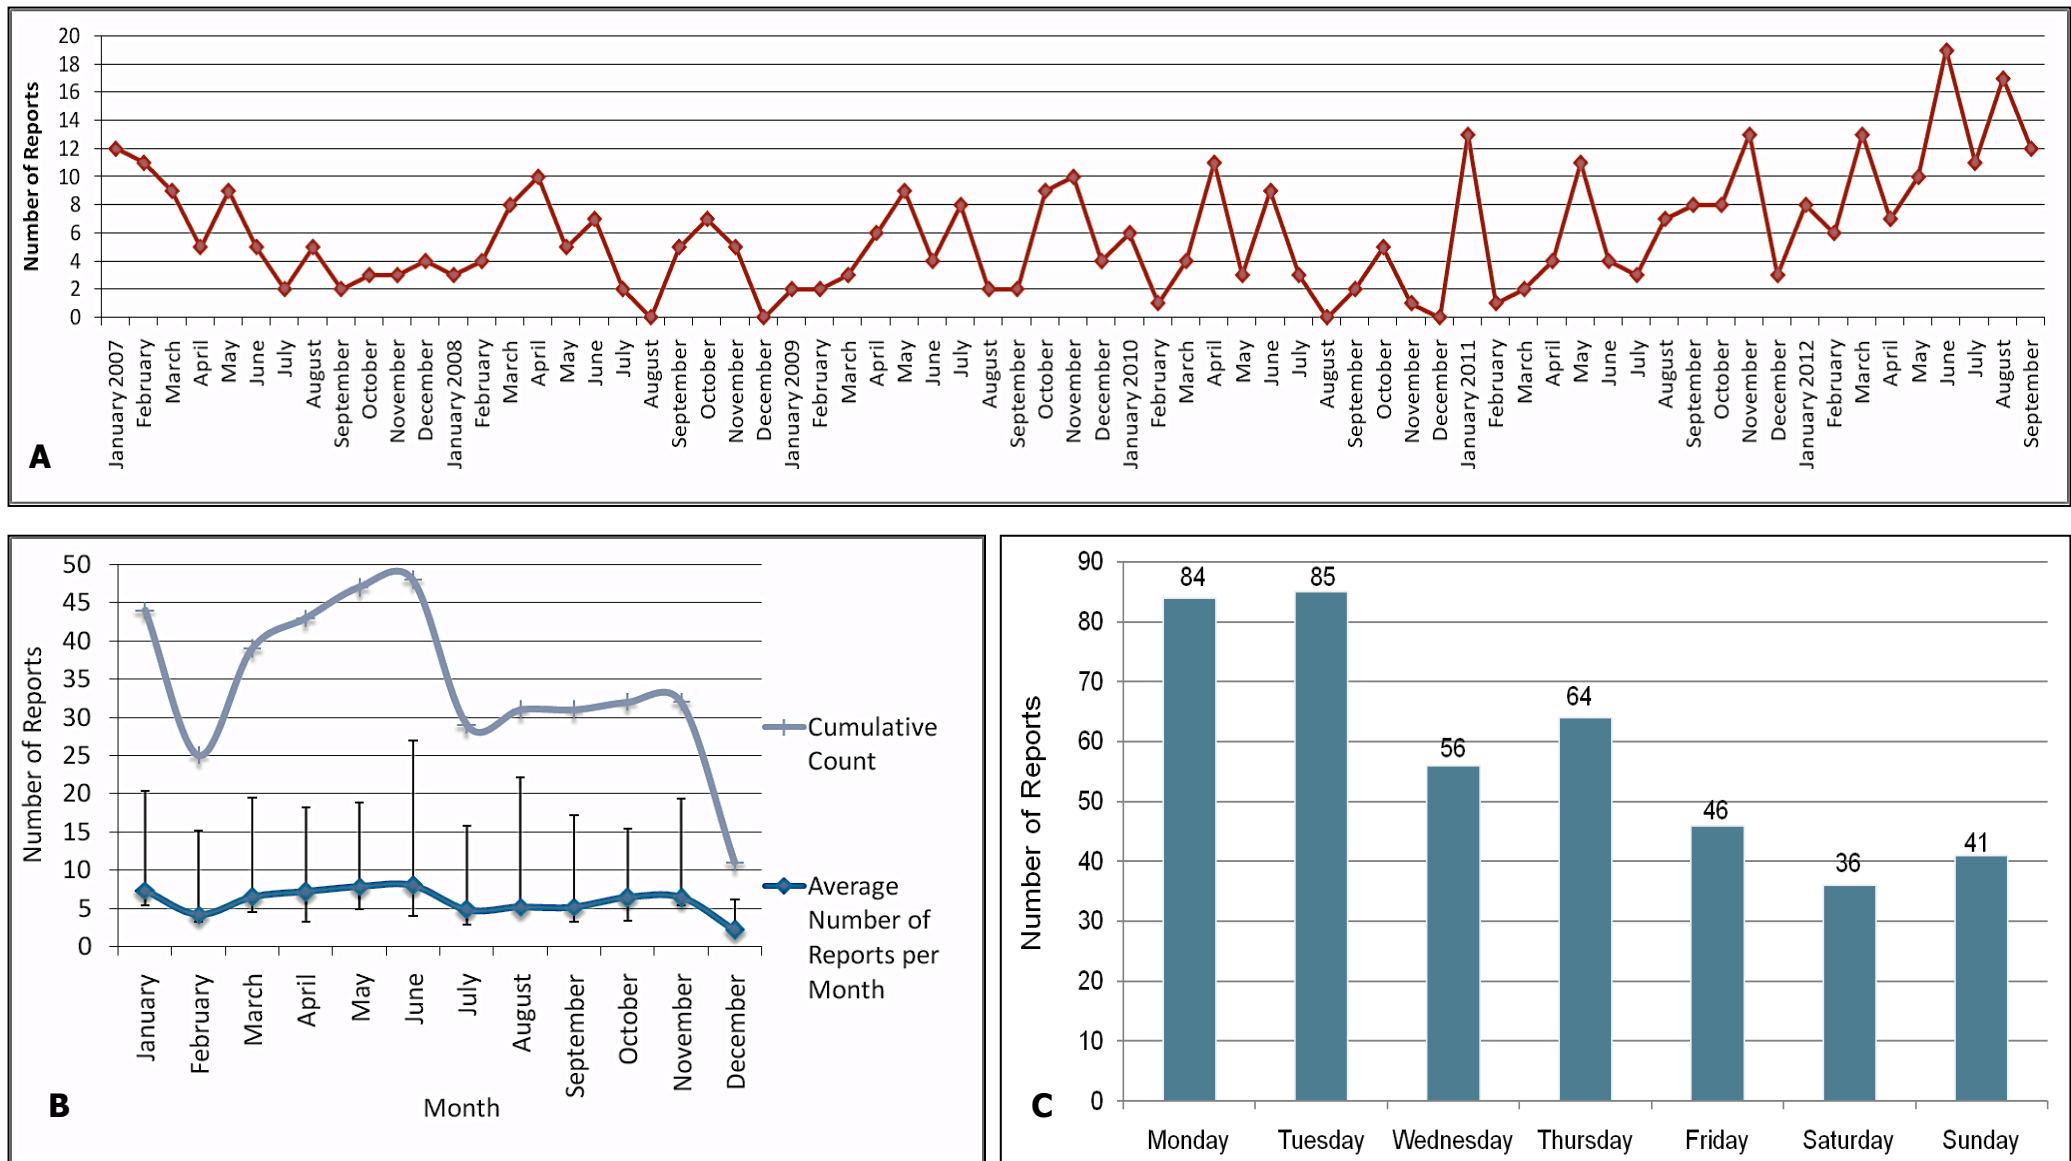 20
18
16
14
12
10
8
6
4
2
0
Number of Reports
January 2007
February
March
April
May
June
July
August
September
October
November
December
January 2008
February
March
April
May
June
July
August
September
October
November
December
January 2009
February
March
April
May
June
July
August
September
October
November
December
January 2010
February
March
April
May
June
July
August
September
October
November
December
January 2011
February
March
April
May
June
July
August
September
October
November
December
January 2012
February
March
April
May
June
July
August
September
A
50
45
40
35
30
25
20
15
10
5
0
Number of Reports
January
February
March
April
May
June
July
August
September
October
November
December
Month
Cumulative
Count
Average
Number of
Reports per
Month
B
90
80
70
60
50
40
30
20
10
0
Number of Reports
84
85
56
64
46
36
41
Monday
Tuesday
Wednesday
Thursday
Friday
Saturday
Sunday
C